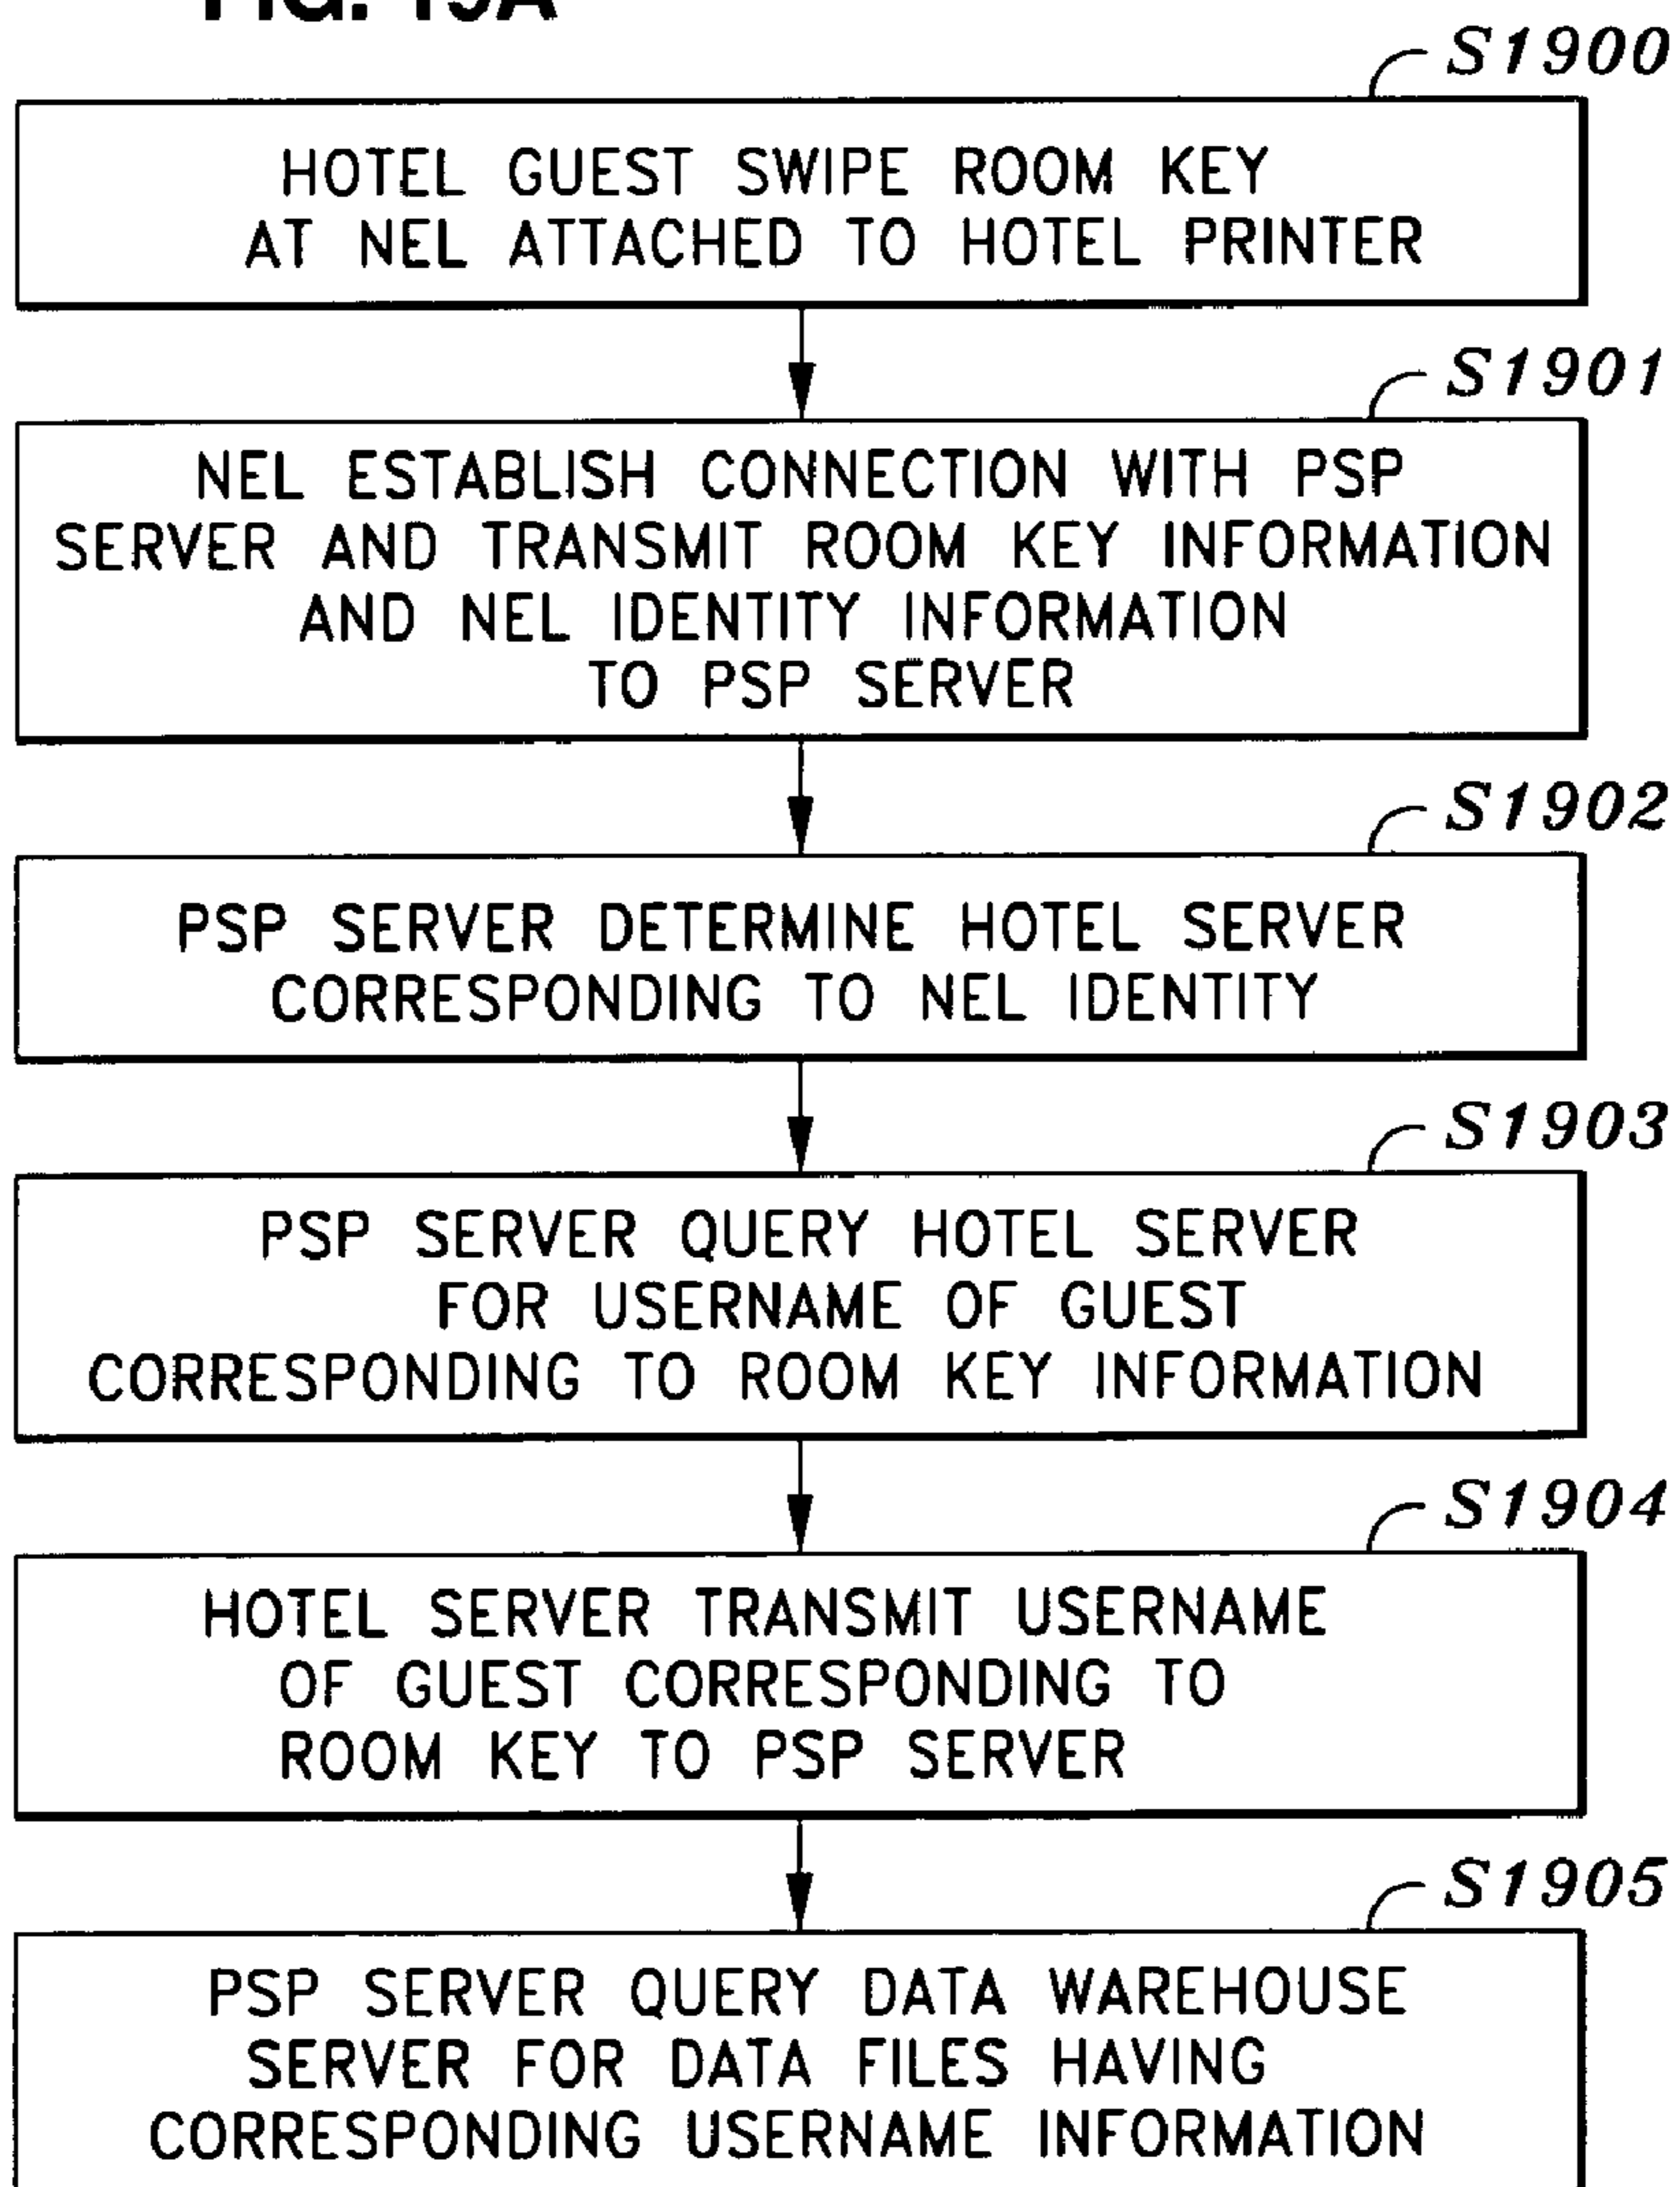 FIG. 19A
S1900
HOTEL GUEST SWIPE ROOM KEY
AT NEL ATTACHED TO HOTEL PRINTER
S1901
NEL ESTABLISH CONNECTION WITH PSP
SERVER AND TRANSMIT ROOM KEY INFORMATION
AND NEL IDENTITY INFORMATION
TO PSP SERVER
S1902
PSP SERVER DETERMINE HOTEL SERVER
CORRESPONDING TO NEL IDENTITY
S1903
PSP SERVER QUERY HOTEL SERVER
FOR USERNAME OF GUEST
CORRESPONDING TO ROOM KEY INFORMATION
S1904
HOTEL SERVER TRANSMIT USERNAME
OF GUEST CORRESPONDING TO
ROOM KEY TO PSP SERVER
S1905
PSP SERVER QUERY DATA WAREHOUSE
SERVER FOR DATA FILES HAVING
CORRESPONDING USERNAME INFORMATION